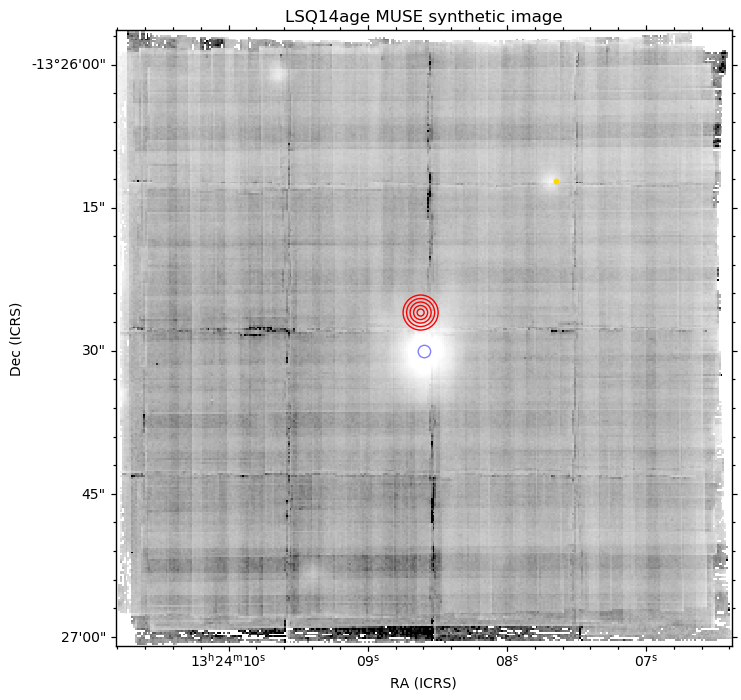 LSQ14age MUSE synthetic image
-13°26'00"
15"
30"
45"
27'00"
Dec (ICRS)
13h24m10s
09s
08s
07s
RA (ICRS)